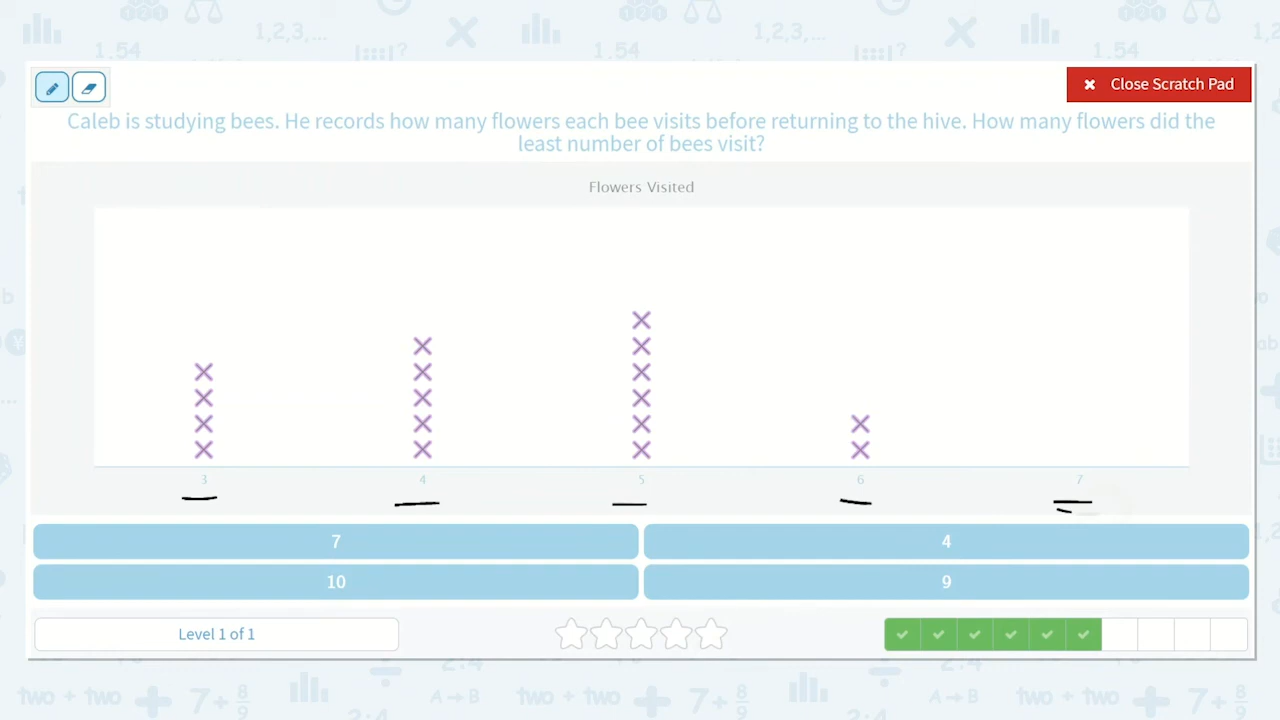 Close Scratch Pad
Caleb is studying bees. He records how many flowers each bee visits before returning to the hive. How many flowers did the
least number of bees visit?
Flowers Visited
3 4 5 6 7
7 4
10 9
Level 1 of 1